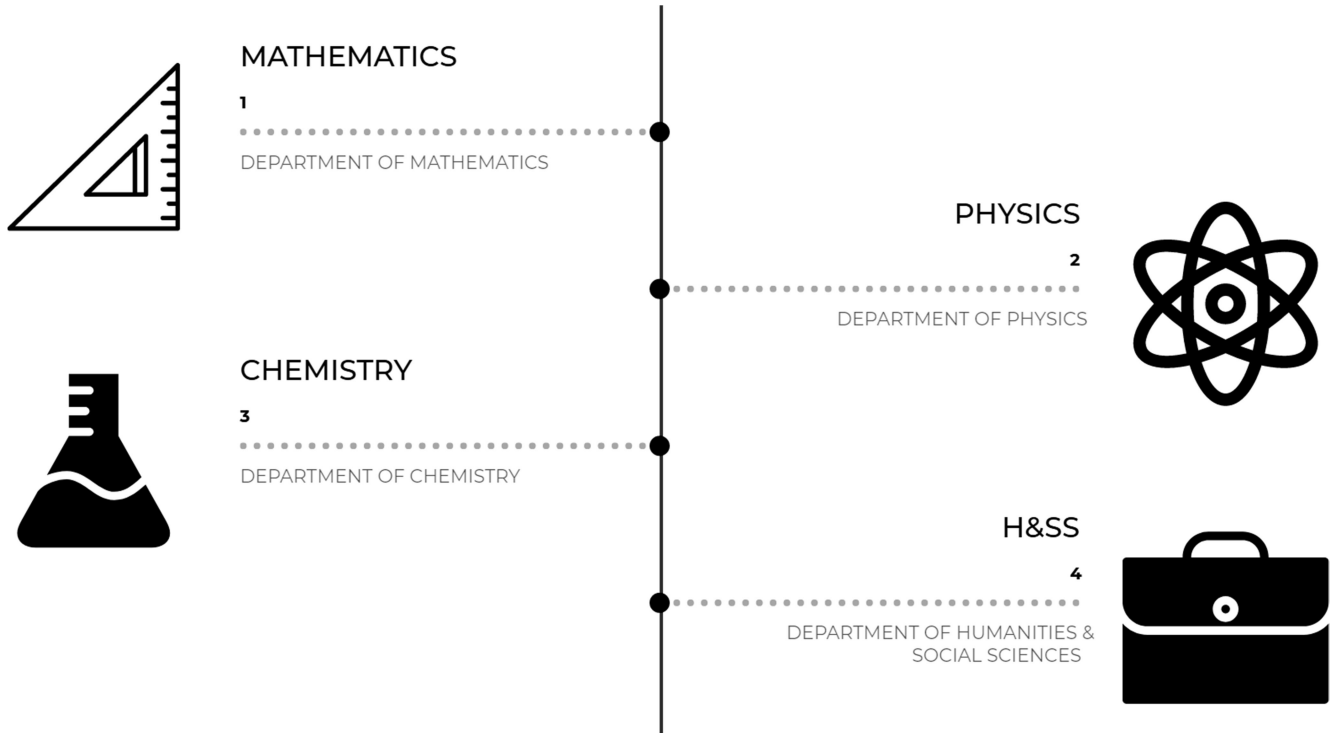 MATHEMATICS
1
DEPARTMENT OF MATHEMATICS
PHYSICS
2
DEPARTMENT OF PHYSICS
CHEMISTRY
3
DEPARTMENT OF CHEMISTRY
H&SS
4
DEPARTMENT OF HUMANITIES &
SOCIAL SCIENCES